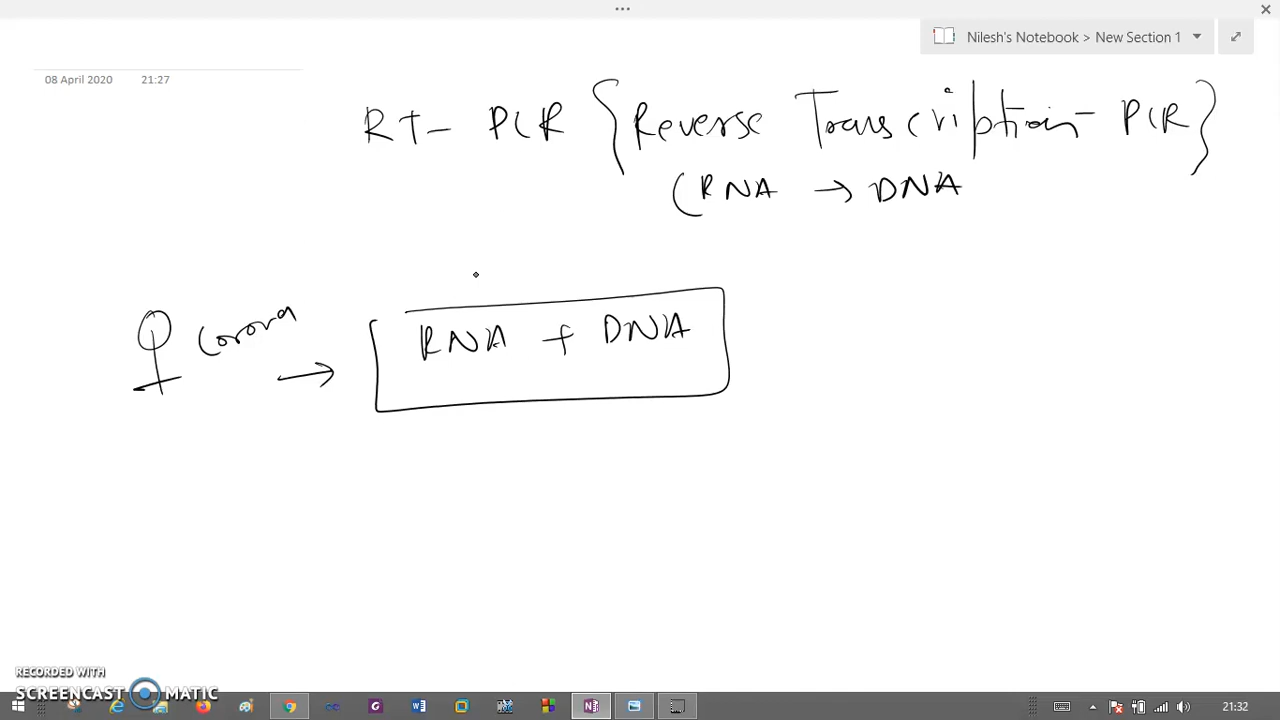 Nilesh's Notebook > New Section 1
08 April 2020 21:27
RT- PCR {Reverse Transcription- PCR}
(RNA → DNA
Corona → RNA + DNA
RECORDED WITH
SCREENCAST MATIC
21:32